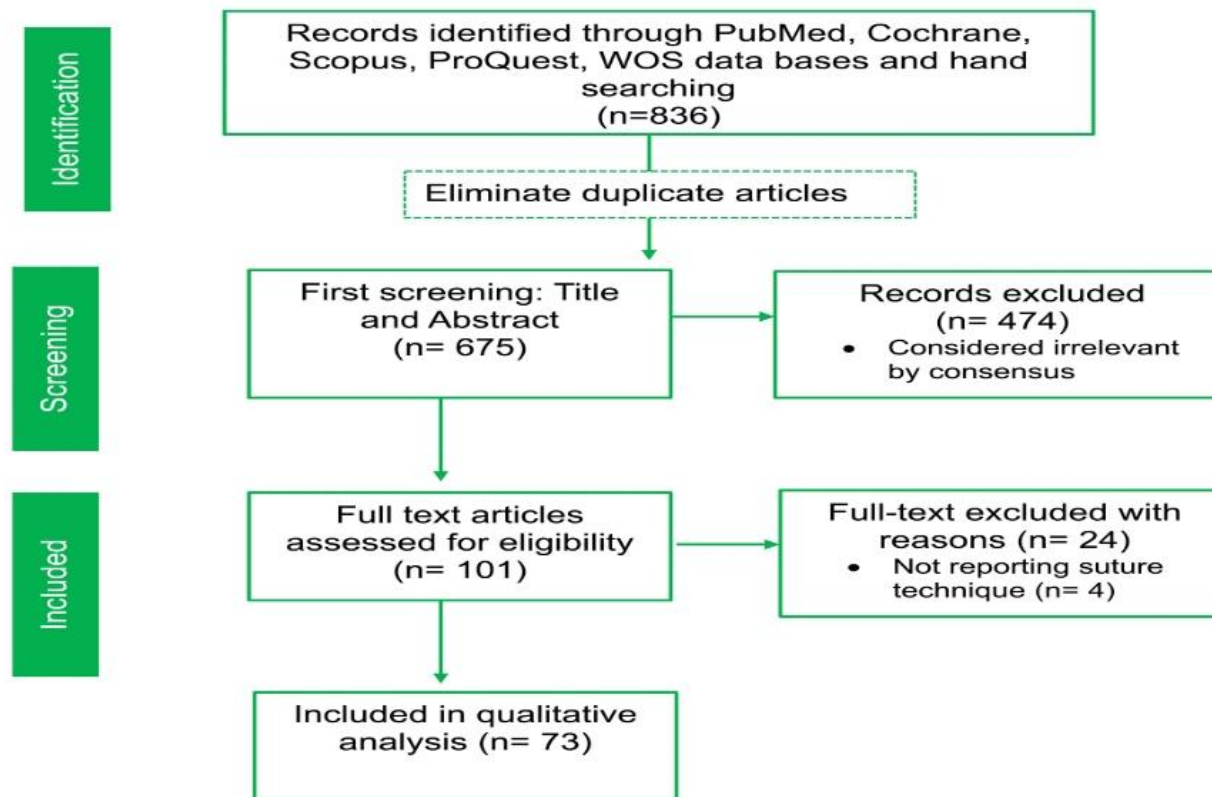 Identification
Records identified through PubMed, Cochrane,
Scopus, ProQuest, WOS data bases and hand
searching
(n=836)
Eliminate duplicate articles
Screening
First screening: Title
and Abstract
(n= 675)
Records excluded
(n= 474)
• Considered irrelevant
by consensus
Included
Full text articles
assessed for eligibility
(n= 101)
Full-text excluded with
reasons (n= 24)
• Not reporting suture
technique (n= 4)
Included in qualitative
analysis (n= 73)